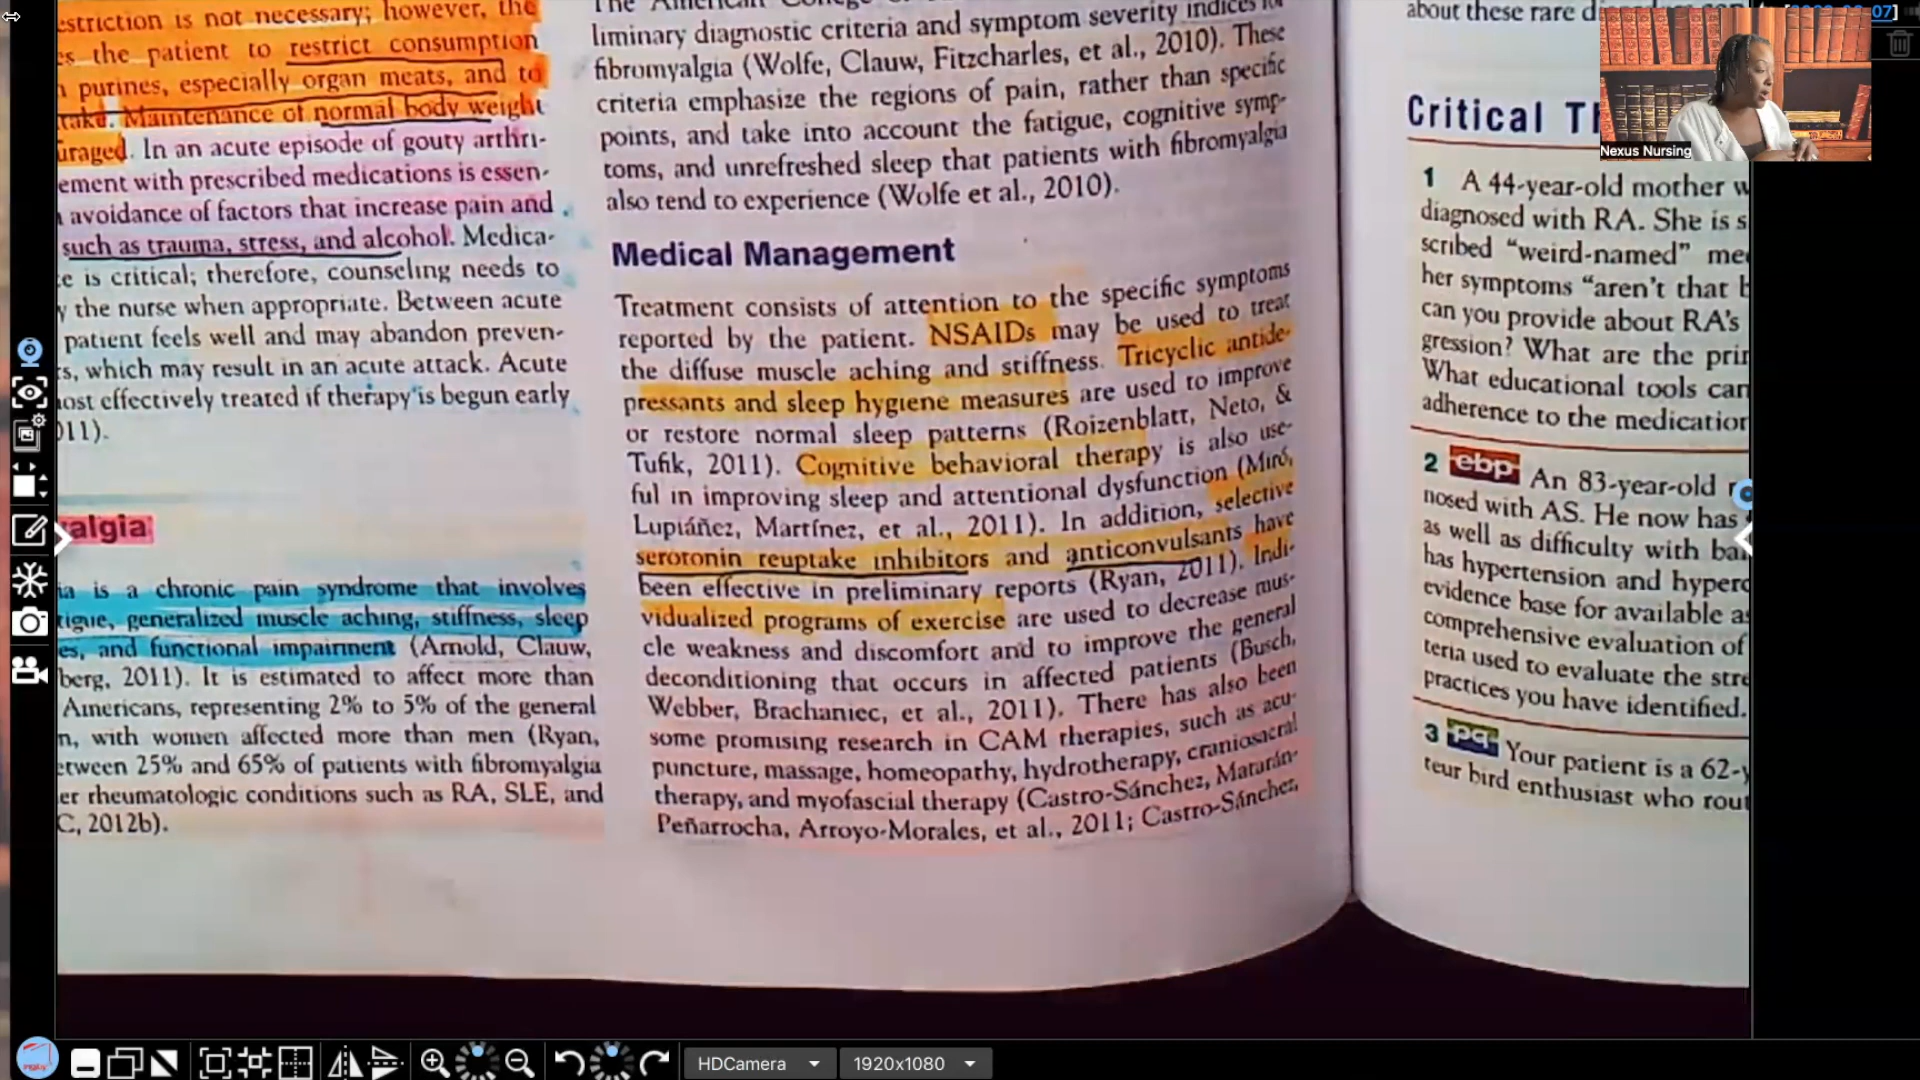 estriction is not necessary; however, the
es the patient to restrict consumption
purines, especially organ meats, and to
take. Maintenance of normal body weight
uraged. In an acute episode of gouty arthri-
ement with prescribed medications is essen-
avoidance of factors that increase pain and
such as trauma, stress, and alcohol. Medica-
e is critical; therefore, counseling needs to
y the nurse when appropriate. Between acute
patient feels well and may abandon preven-
s, which may result in an acute attack. Acute
ost effectively treated if therapy is begun early
011).
yalgia
ia is a chronic pain syndrome that involves
tigue, generalized muscle aching, stiffness, sleep
es, and functional impairment (Arnold, Clauw,
berg, 2011). It is estimated to affect more than
Americans, representing 2% to 5% of the general
n, with women affected more than men (Ryan,
etween 25% and 65% of patients with fibromyalgia
er rheumatologic conditions such as RA, SLE, and
C, 2012b).
The American College
liminary diagnostic criteria and symptom severity indices for
fibromyalgia (Wolfe, Clauw, Fitzcharles, et al., 2010). These
criteria emphasize the regions of pain, rather than specific
points, and take into account the fatigue, cognitive symp-
toms, and unrefreshed sleep that patients with fibromyalgia
also tend to experience (Wolfe et al., 2010).
Medical Management
Treatment consists of attention to the specific symptoms
reported by the patient. NSAIDs may be used to treat
the diffuse muscle aching and stiffness. Tricyclic antide-
pressants and sleep hygiene measures are used to improve
or restore normal sleep patterns (Roizenblatt, Neto, &
Tufik, 2011). Cognitive behavioral therapy is also use-
ful in improving sleep and attentional dysfunction (Miró,
Lupiáñez, Martínez, et al., 2011). In addition, selective
serotonin reuptake inhibitors and anticonvulsants have
been effective in preliminary reports (Ryan, 2011). Indi-
vidualized programs of exercise are used to decrease mus-
cle weakness and discomfort and to improve the general
deconditioning that occurs in affected patients (Busch,
Webber, Brachaniec, et al., 2011). There has also been
some promising research in CAM therapies, such as acu-
puncture, massage, homeopathy, hydrotherapy, craniosacral
therapy, and myofascial therapy (Castro-Sánchez, Matarán-
Peñarrocha, Arroyo-Morales, et al., 2011; Castro-Sánchez,
about these rare
Critical Th
1 A 44-year-old mother w
diagnosed with RA. She is s
scribed "weird-named" me
her symptoms "aren't that b
can you provide about RA's
gression? What are the prin
What educational tools can
adherence to the medication
2 ebp An 83-year-old
nosed with AS. He now has
as well as difficulty with ba
has hypertension and hyperc
evidence base for available as
comprehensive evaluation of
teria used to evaluate the stre
practices you have identified.
3 pq Your patient is a 62-y
teur bird enthusiast who rout
Nexus Nursing
HDCamera
1920x1080